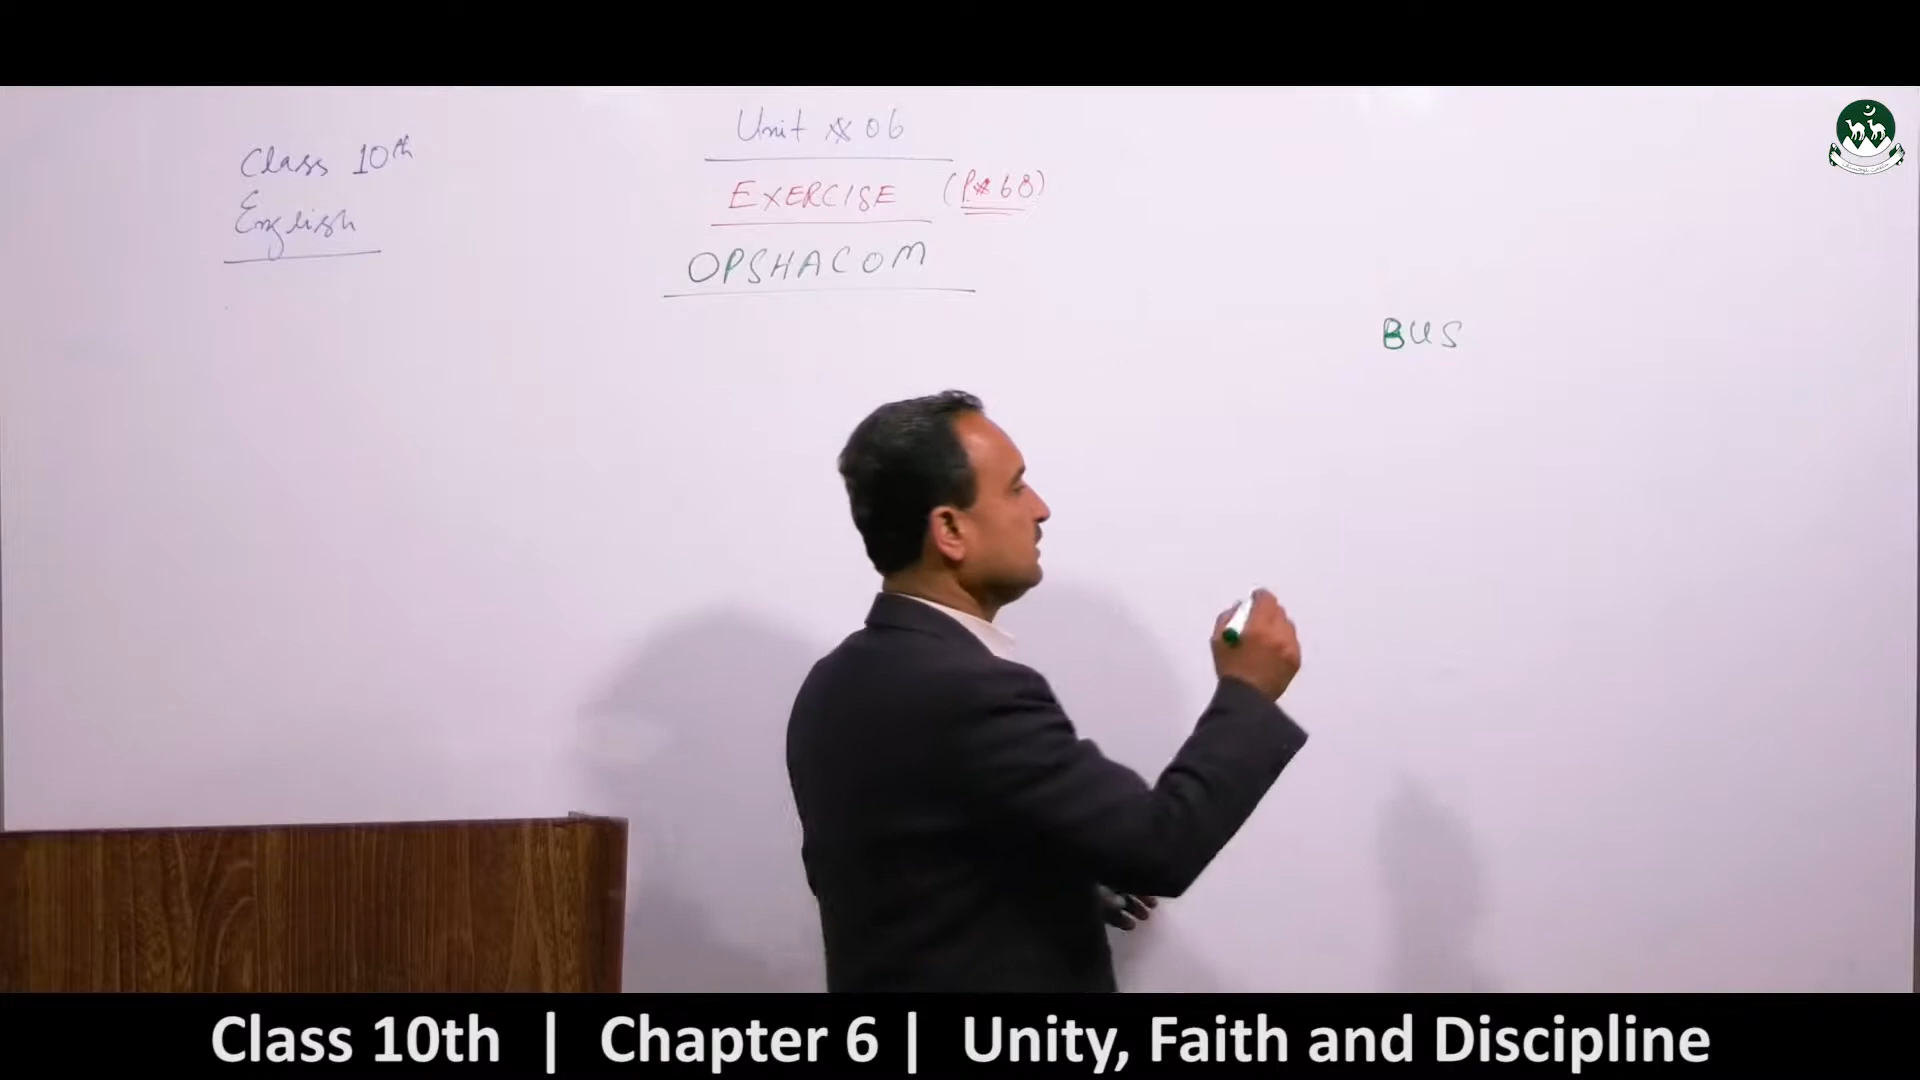 Class 10th
English
Unit # 06
EXERCISE (P# 68)
OPSHACOM
BUS
Class 10th | Chapter 6 | Unity, Faith and Discipline